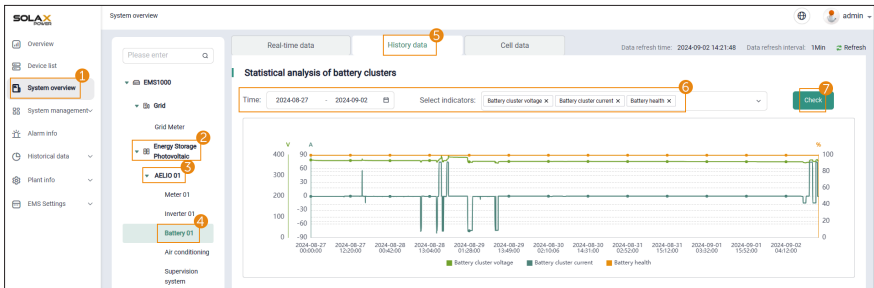 SOLAX
POWER
System overview
admin
Overview
Device list
1
System overview
System management
Alarm info
Historical data
Plant info
EMS Settings
Please enter
EMS1000
Grid
Grid Meter
2
Energy Storage
Photovoltaic
3
AELIO 01
Meter 01
Inverter 01
4
Battery 01
Air conditioning
Supervision
system
5
Real-time data History data Cell data
Data refresh time: 2024-09-02 14:21:48 Data refresh interval: 1Min Refresh
Statistical analysis of battery clusters
6
7
Time: 2024-08-27 - 2024-09-02 Select Indicators: Battery cluster voltage × Battery cluster current × Battery health × Check
V A %
400 90 100
60
300 30 80
60
200 0
-30 40
100
-60 20
0 -90 0
2024-08-27 2024-08-27 2024-08-28 2024-08-28 2024-08-29 2024-08-29 2024-08-30 2024-08-30 2024-08-31 2024-08-31 2024-09-01 2024-09-01 2024-09-02
00:00:00 12:20:00 00:42:00 13:04:00 01:28:00 13:49:00 02:10:06 14:31:00 02:52:00 15:12:00 03:32:00 15:52:00 04:12:00
Battery cluster voltage Battery cluster current Battery health